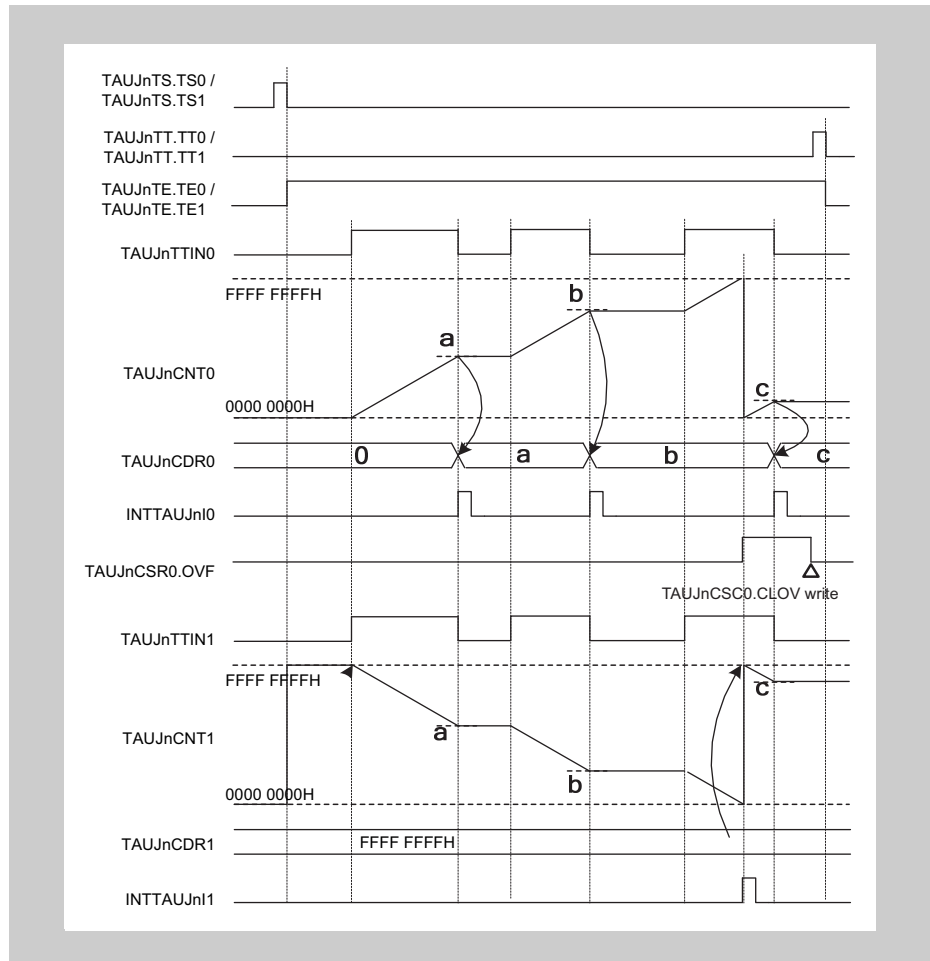 TAUJnTS.TS0 /
TAUJnTS.TS1
TAUJnTT.TT0 /
TAUJnTT.TT1
TAUJnTE.TE0 /
TAUJnTE.TE1
TAUJnTTIN0
FFFF FFFFH
b
a
TAUJnCNT0
c
0000 0000H
TAUJnCDR0
0 a b c
INTTAUJnI0
TAUJnCSR0.OVF
TAUJnCSC0.CLOV write
TAUJnTTIN1
FFFF FFFFH
c
a
TAUJnCNT1
b
0000 0000H
TAUJnCDR1
FFFF FFFFH
INTTAUJnI1